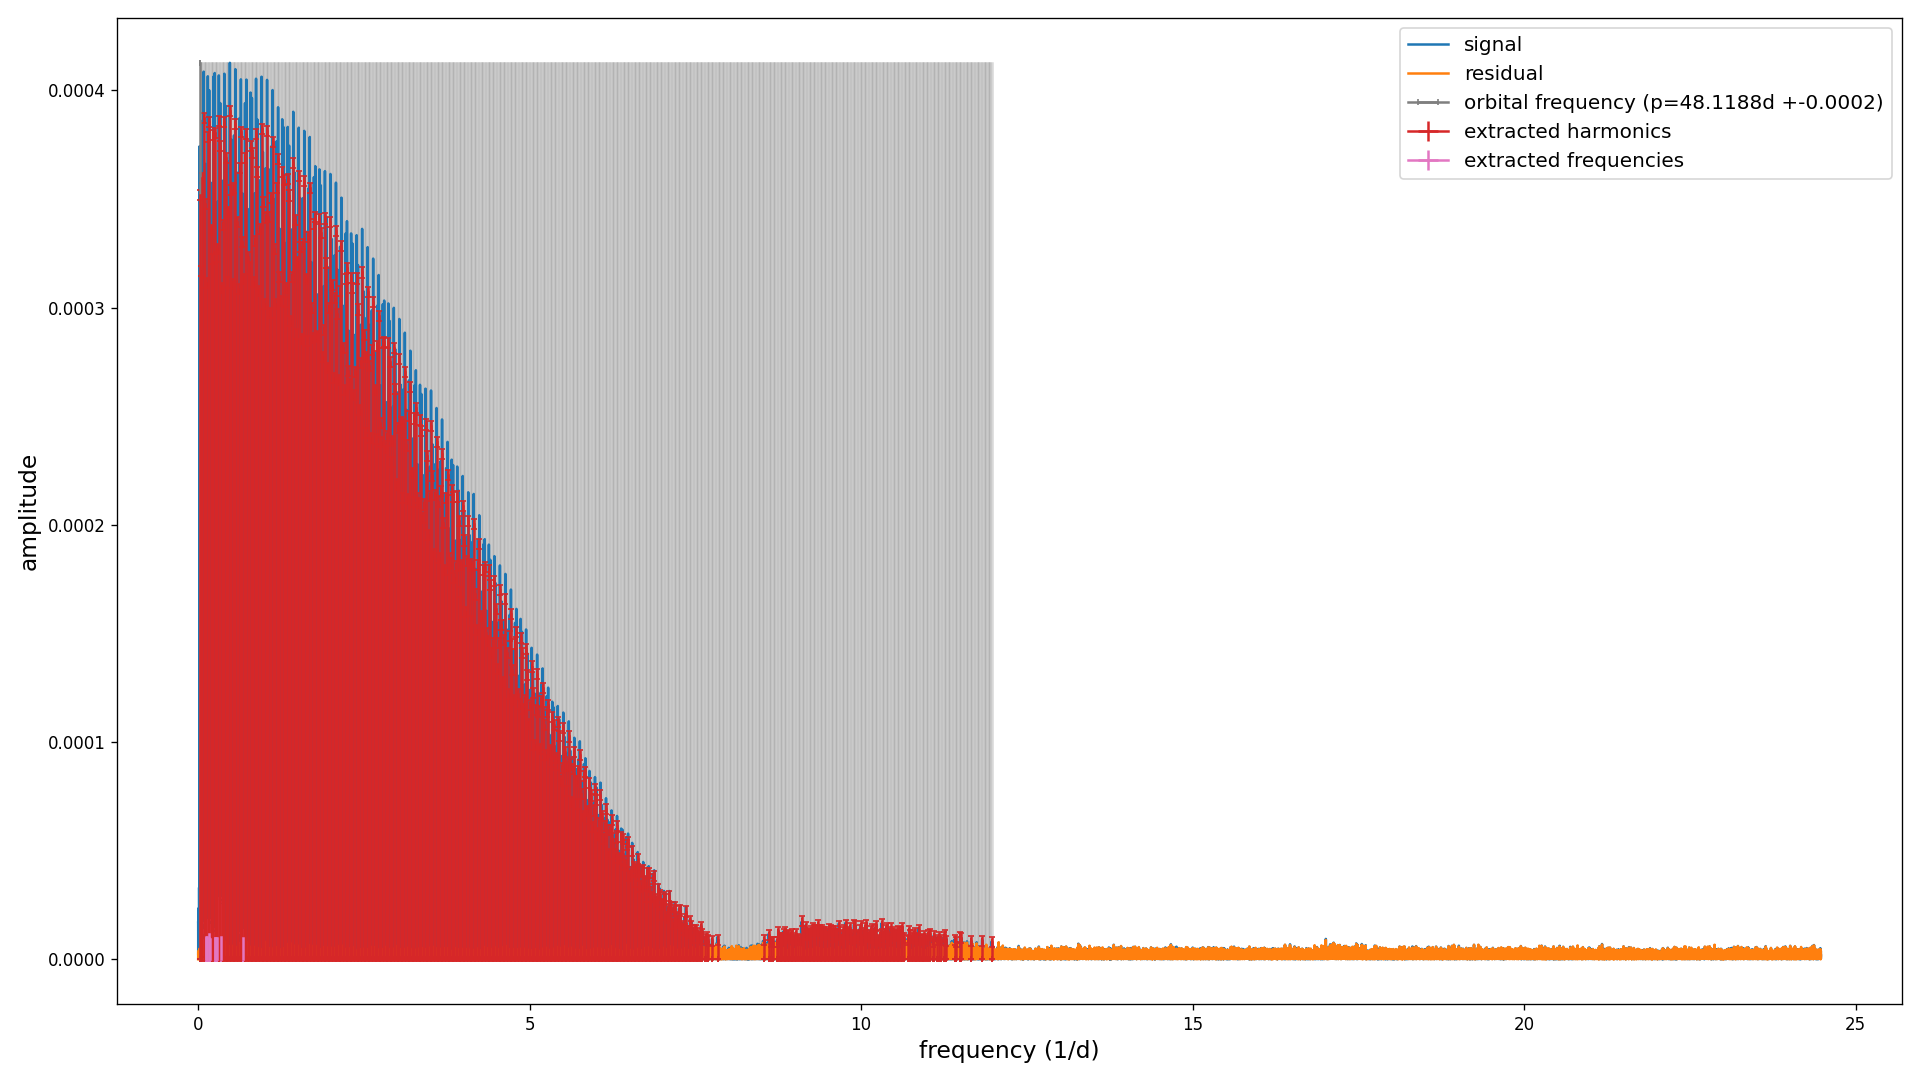 signal
residual
orbital frequency (p=48.1188d +-0.0002)
extracted harmonics
extracted frequencies
amplitude
0.0004
0.0003
0.0002
0.0001
0.0000
0 5 10 15 20 25
frequency (1/d)